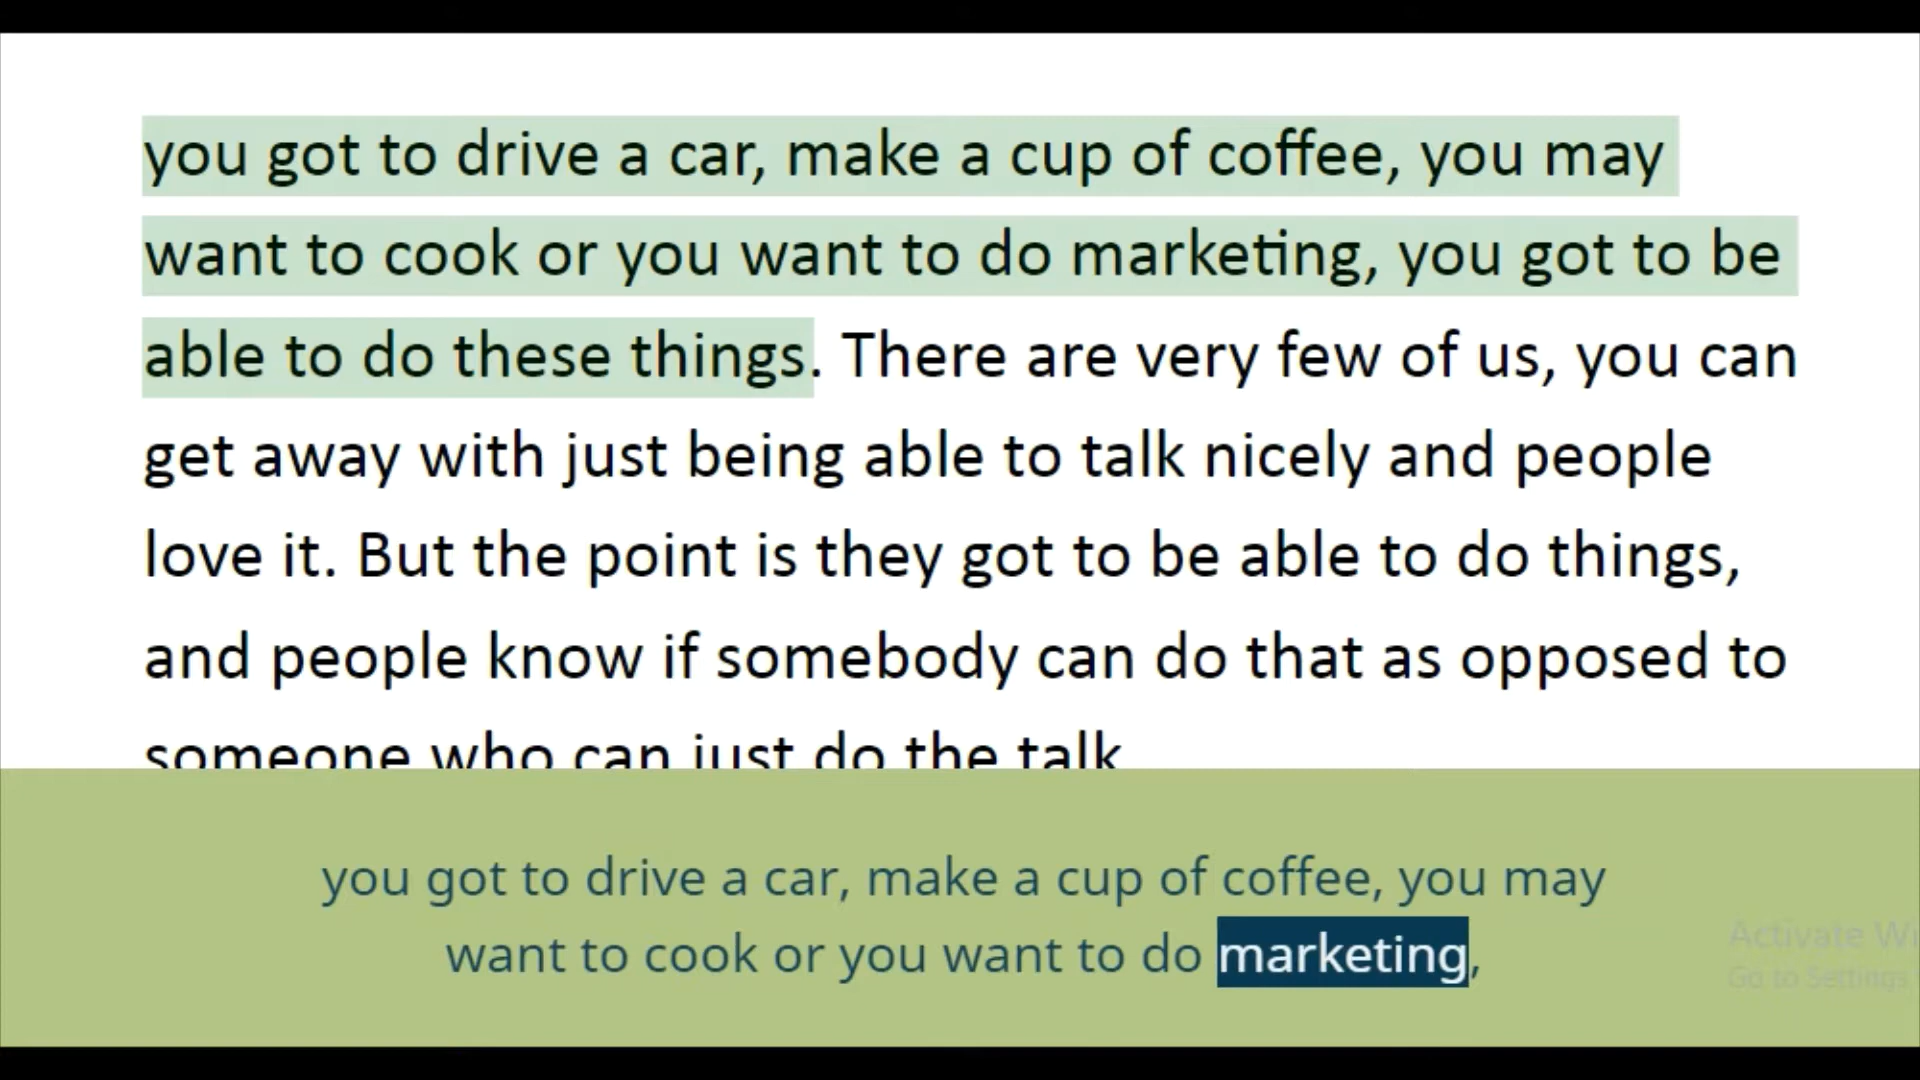 you got to drive a car, make a cup of coffee, you may
want to cook or you want to do marketing, you got to be
able to do these things. There are very few of us, you can
get away with just being able to talk nicely and people
love it. But the point is they got to be able to do things,
and people know if somebody can do that as opposed to
someone who can just do the talk
you got to drive a car, make a cup of coffee, you may
want to cook or you want to do marketing,
Activate Wi
Go to Settings